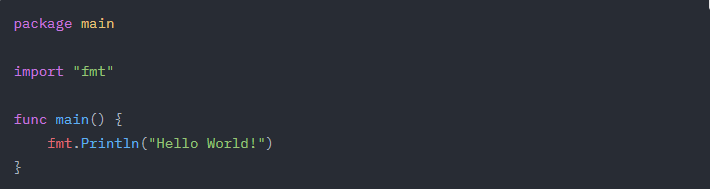 package main
import "fmt"
func main() {
    fmt.Println("Hello World!")
}